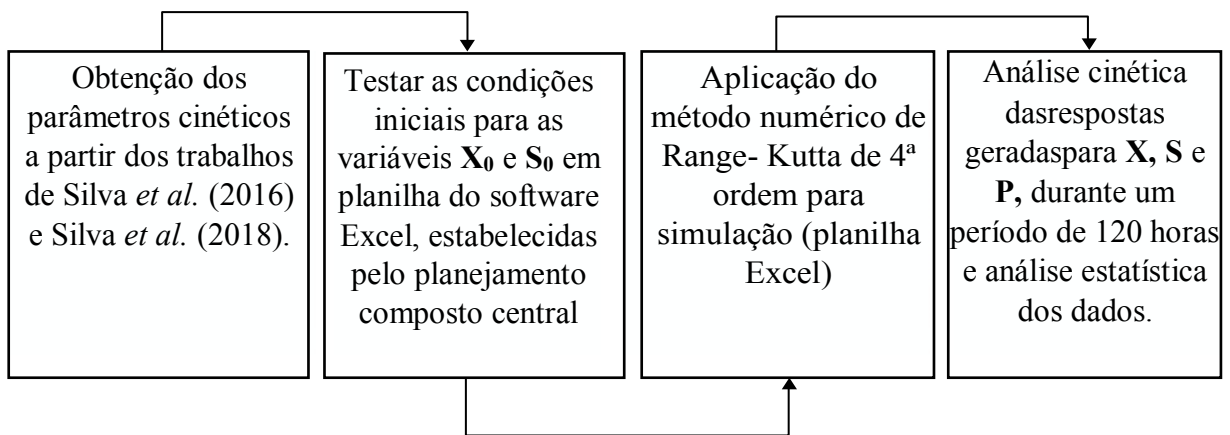 Obtenção dos
parâmetros cinéticos
a partir dos trabalhos
de Silva et al. (2016)
e Silva et al. (2018).
Testar as condições
iniciais para as
variáveis X₀ e S₀ em
planilha do software
Excel, estabelecidas
pelo planejamento
composto central
Aplicação do
método numérico de
Range- Kutta de 4ª
ordem para
simulação (planilha
Excel)
Análise cinética
dasrespostas
geradaspara X, S e
P, durante um
período de 120 horas
e análise estatística
dos dados.